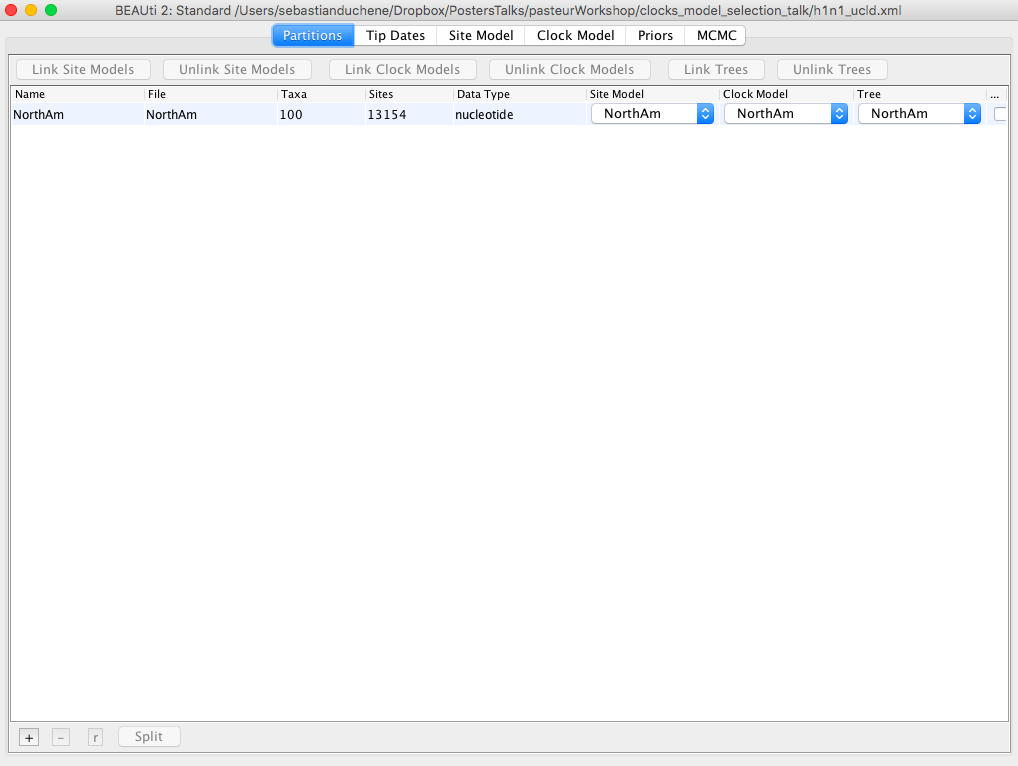 BEAUti 2: Standard /Users/sebastianduchene/Dropbox/PostersTalks/pasteurWorkshop/clocks_model_selection_talk/h1n1_ucld.xml
Partitions Tip Dates Site Model Clock Model Priors MCMC
Link Site Models Unlink Site Models Link Clock Models Unlink Clock Models Link Trees Unlink Trees
Name File Taxa Sites Data Type Site Model Clock Model Tree ...
NorthAm NorthAm 100 13154 nucleotide NorthAm NorthAm NorthAm
+ − r Split